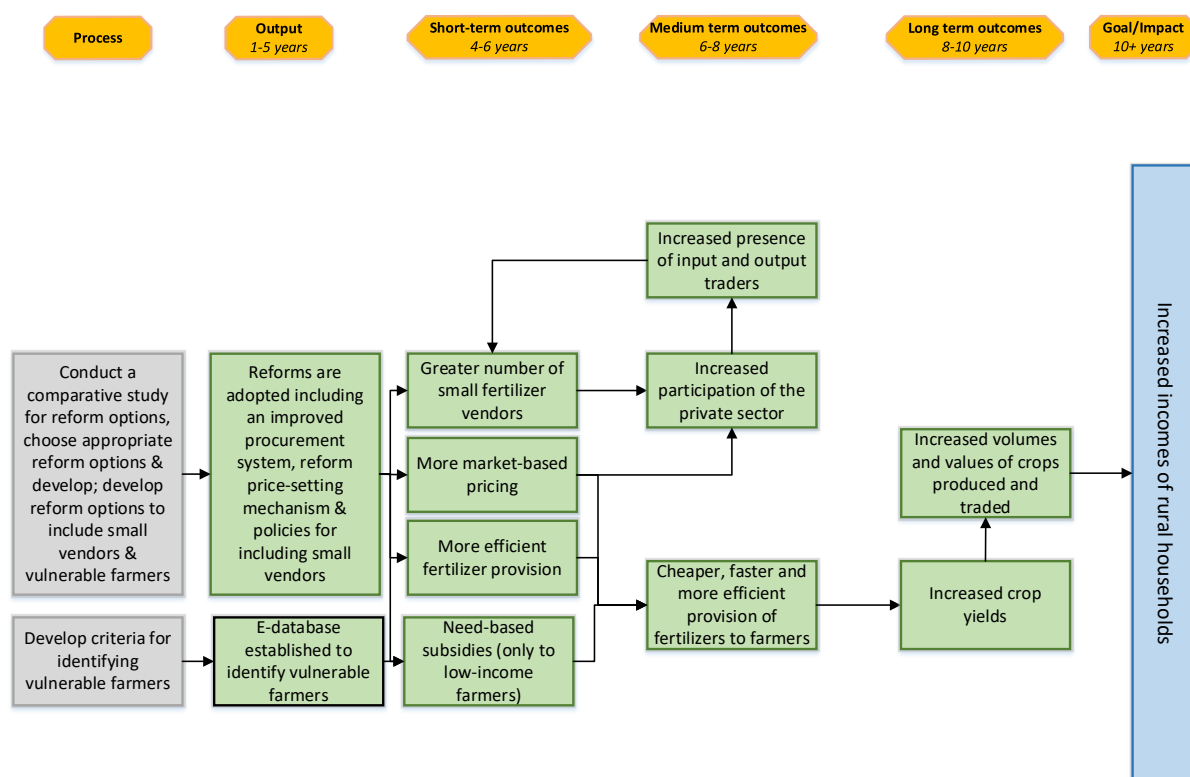 Process
Output
1-5 years
Short-term outcomes
4-6 years
Medium term outcomes
6-8 years
Long term outcomes
8-10 years
Goal/Impact
10+ years
Increased presence
of input and output
traders
Conduct a
comparative study
for reform options,
choose appropriate
reform options &
develop; develop
reform options to
include small
vendors &
vulnerable farmers
Reforms are
adopted including
an improved
procurement
system, reform
price-setting
mechanism &
policies for
including small
vendors
Greater number of
small fertilizer
vendors
Increased
participation of the
private sector
More market-based
pricing
More efficient
fertilizer provision
Increased volumes
and values of crops
produced and
traded
Cheaper, faster and
more efficient
provision of
fertilizers to farmers
Increased crop
yields
Develop criteria for
identifying
vulnerable farmers
E-database
established to
identify vulnerable
farmers
Need-based
subsidies (only to
low-income
farmers)
Increased incomes of rural households